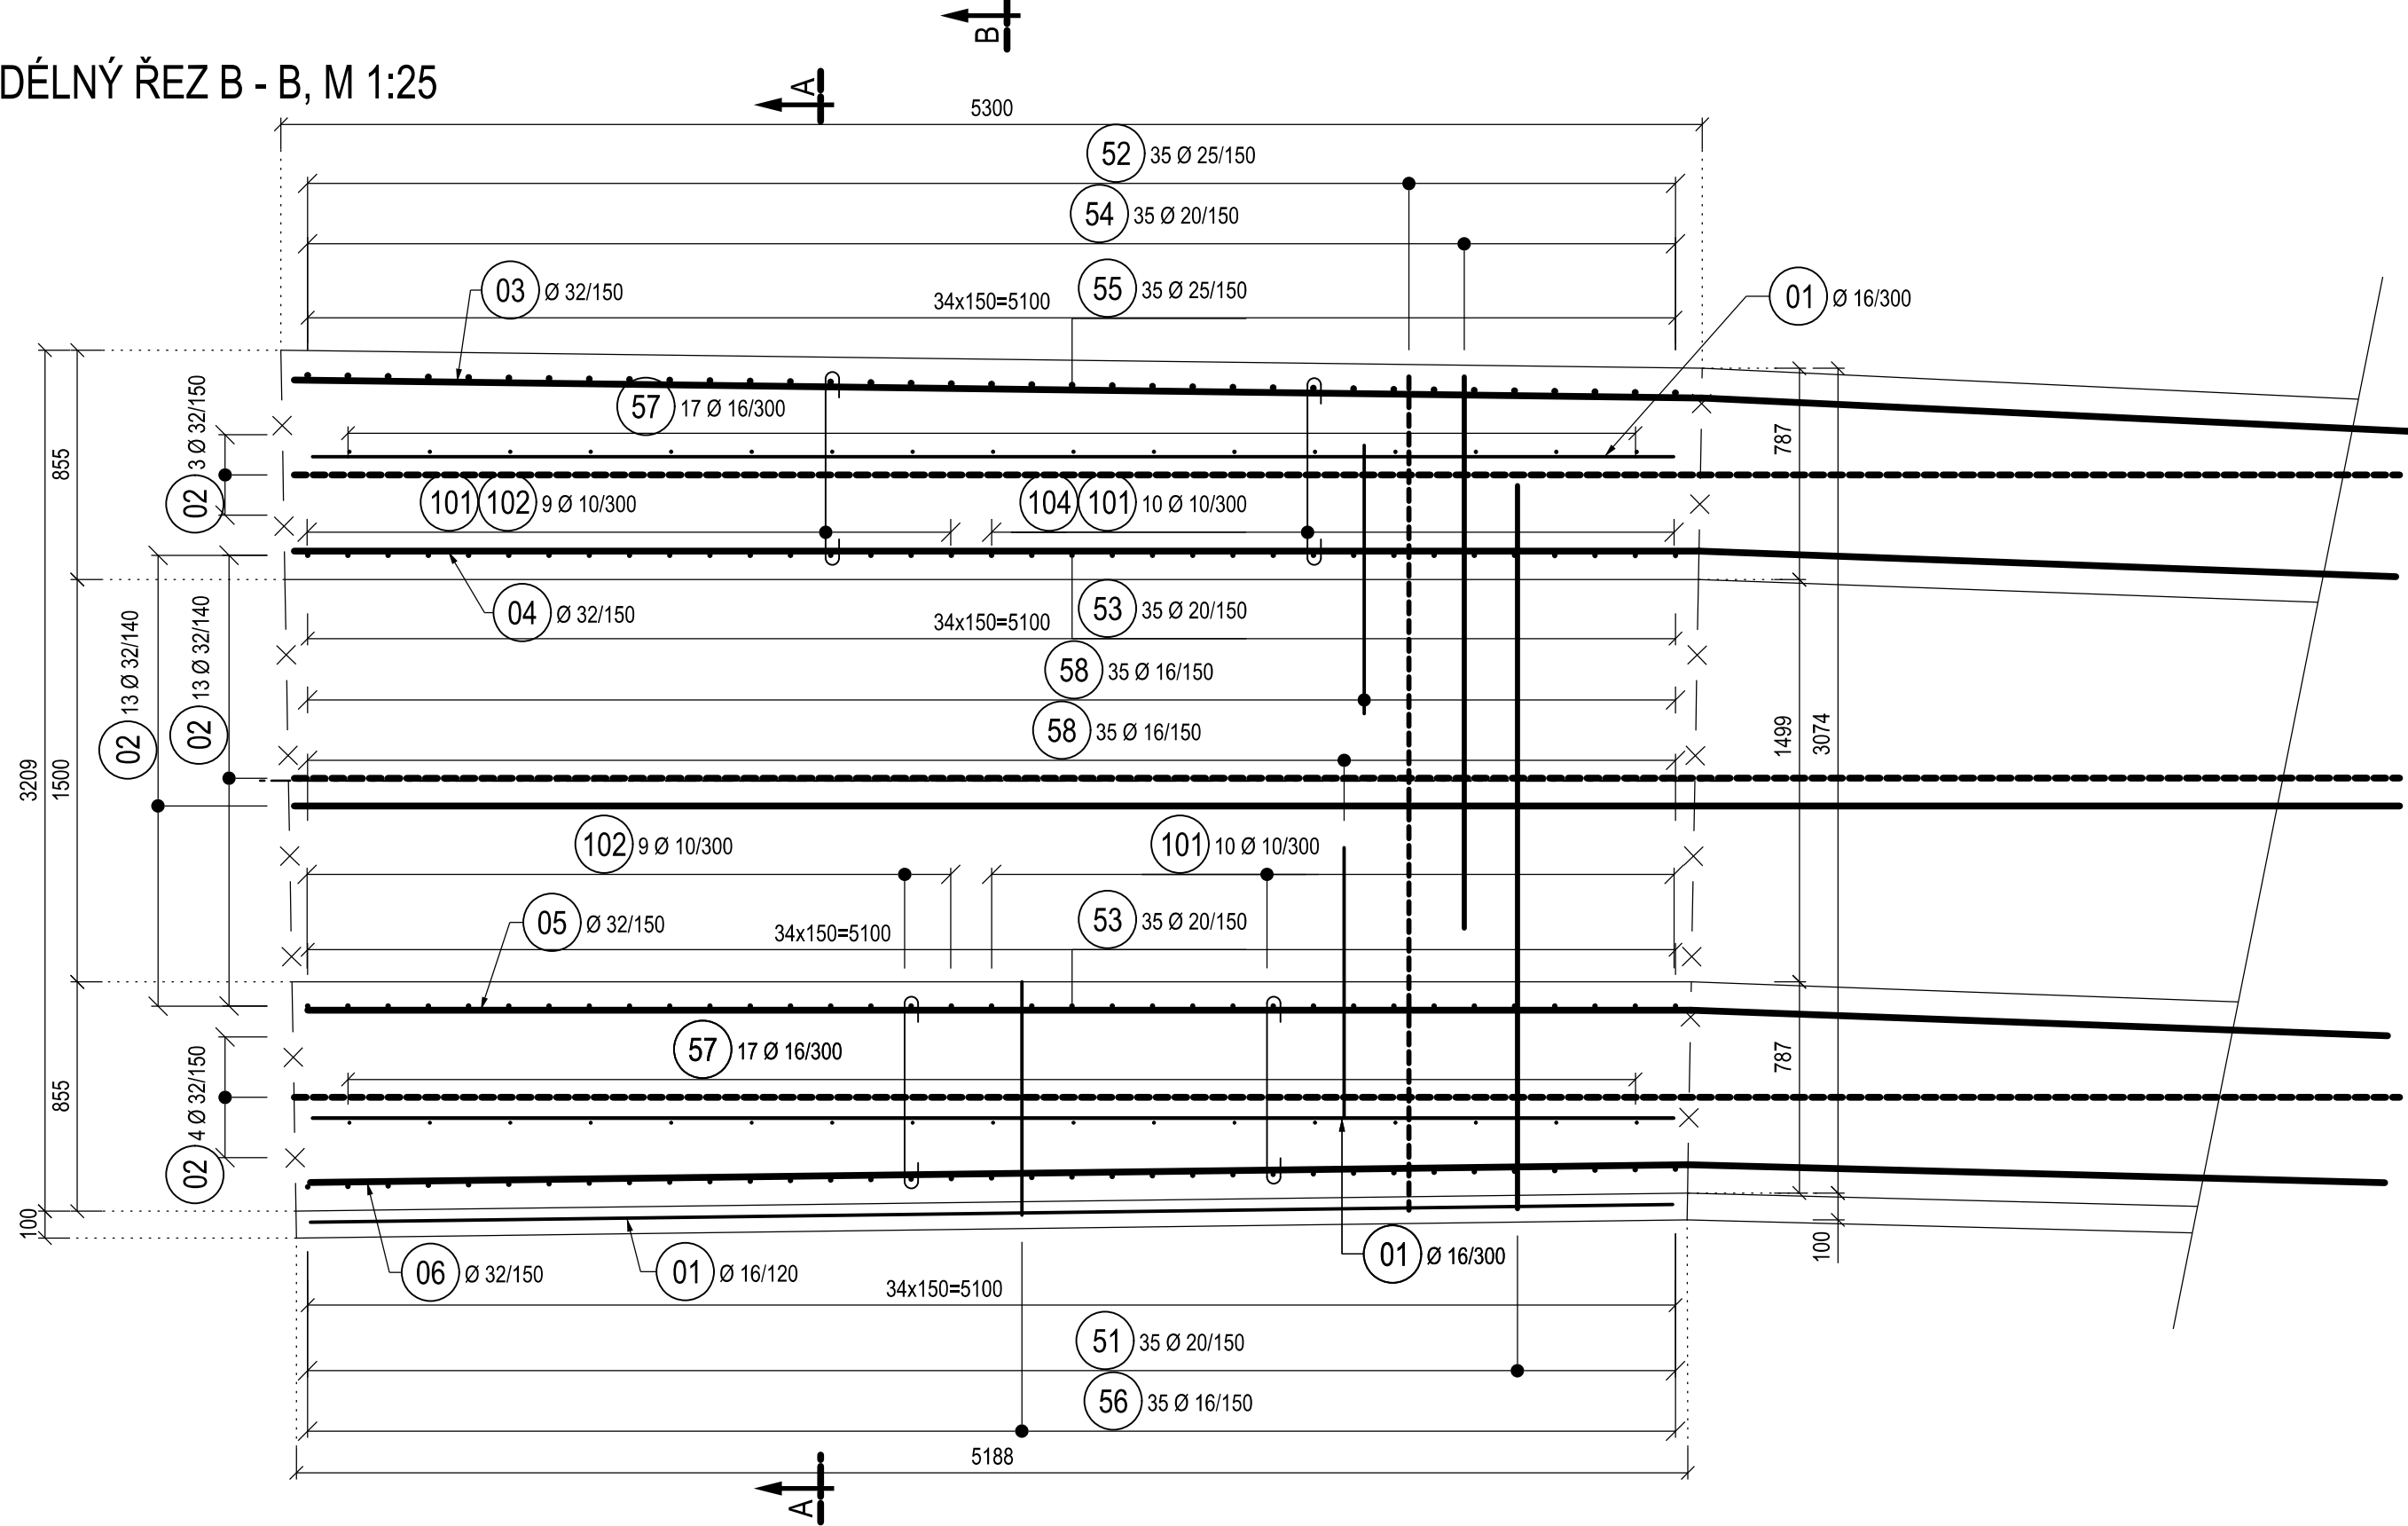 B
DÉLNÝ ŘEZ B - B, M 1:25
A
5300
52 35 Ø 25/150
54 35 Ø 20/150
03 Ø 32/150
34x150=5100
55 35 Ø 25/150
01 Ø 16/300
57 17 Ø 16/300
02 3 Ø 32/150
855
787
101 102 9 Ø 10/300
104 101 10 Ø 10/300
04 Ø 32/150
34x150=5100
53 35 Ø 20/150
58 35 Ø 16/150
58 35 Ø 16/150
02 13 Ø 32/140
02 13 Ø 32/140
3209
1500
1499
3074
102 9 Ø 10/300
101 10 Ø 10/300
05 Ø 32/150
34x150=5100
53 35 Ø 20/150
57 17 Ø 16/300
02 4 Ø 32/150
855
787
100
100
06 Ø 32/150
01 Ø 16/120
01 Ø 16/300
34x150=5100
51 35 Ø 20/150
56 35 Ø 16/150
5188
A